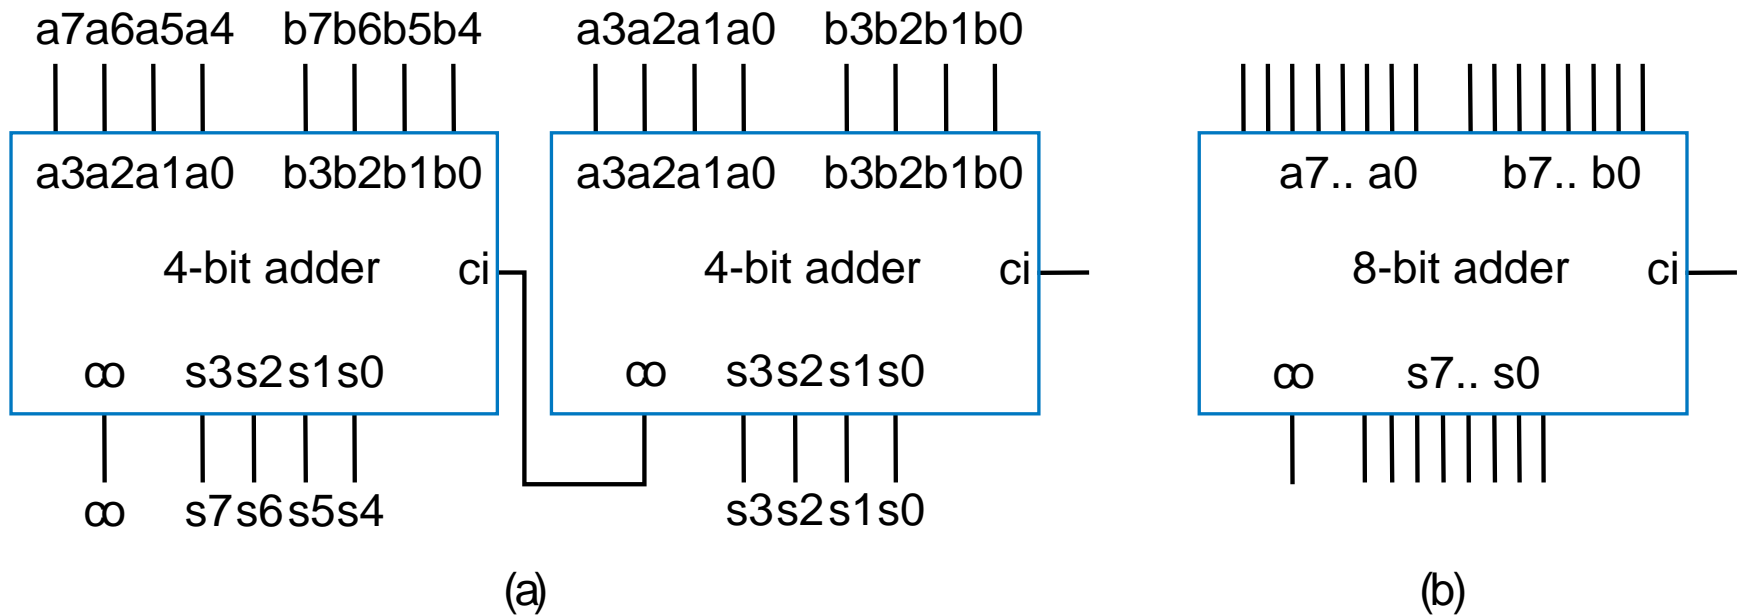 a7a6a5a4 b7b6b5b4 a3a2a1a0 b3b2b1b0
a3a2a1a0 b3b2b1b0 a3a2a1a0 b3b2b1b0 a7.. a0 b7.. b0
4-bit adder ci 4-bit adder ci 8-bit adder ci
co s3s2s1s0 co s3s2s1s0 co s7.. s0
co s7s6s5s4 s3s2s1s0
(a) (b)